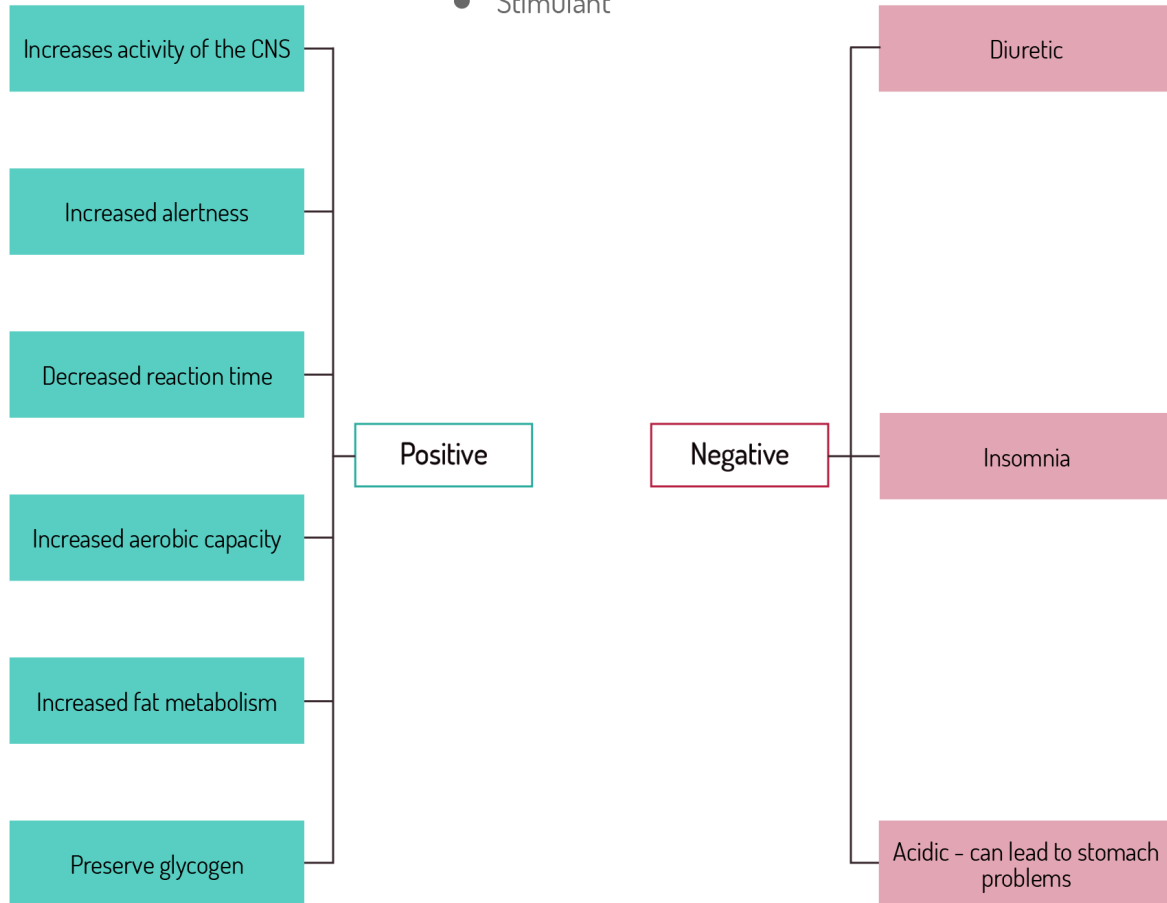 ● Stimulant
Increases activity of the CNS
Increased alertness
Decreased reaction time
Increased aerobic capacity
Increased fat metabolism
Preserve glycogen
Positive
Negative
Diuretic
Insomnia
Acidic - can lead to stomach
problems